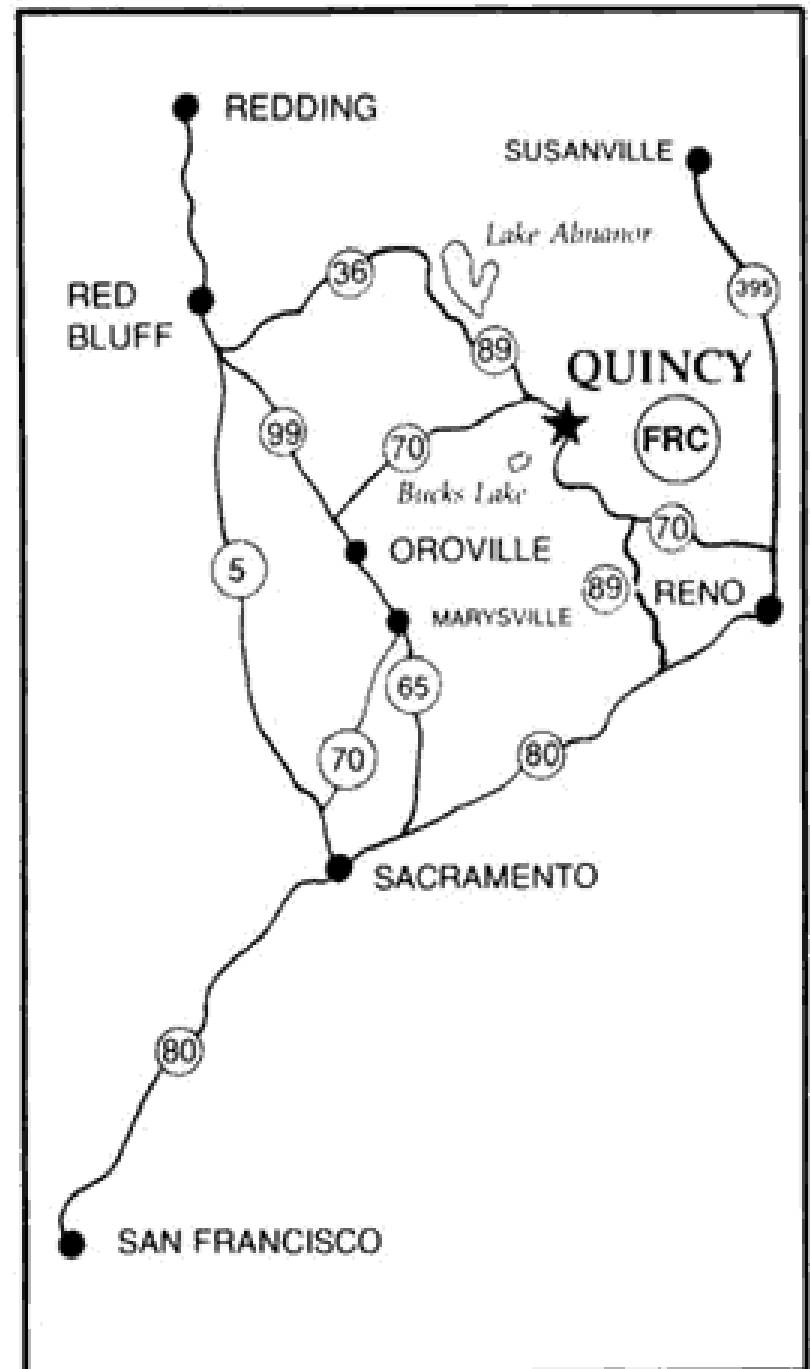 REDDING
SUSANVILLE
Lake Almanor
36
395
RED
BLUFF
89
QUINCY
99
70
FRC
Bucks Lake
70
OROVILLE
5
89
RENO
MARYSVILLE
65
70
80
SACRAMENTO
80
SAN FRANCISCO